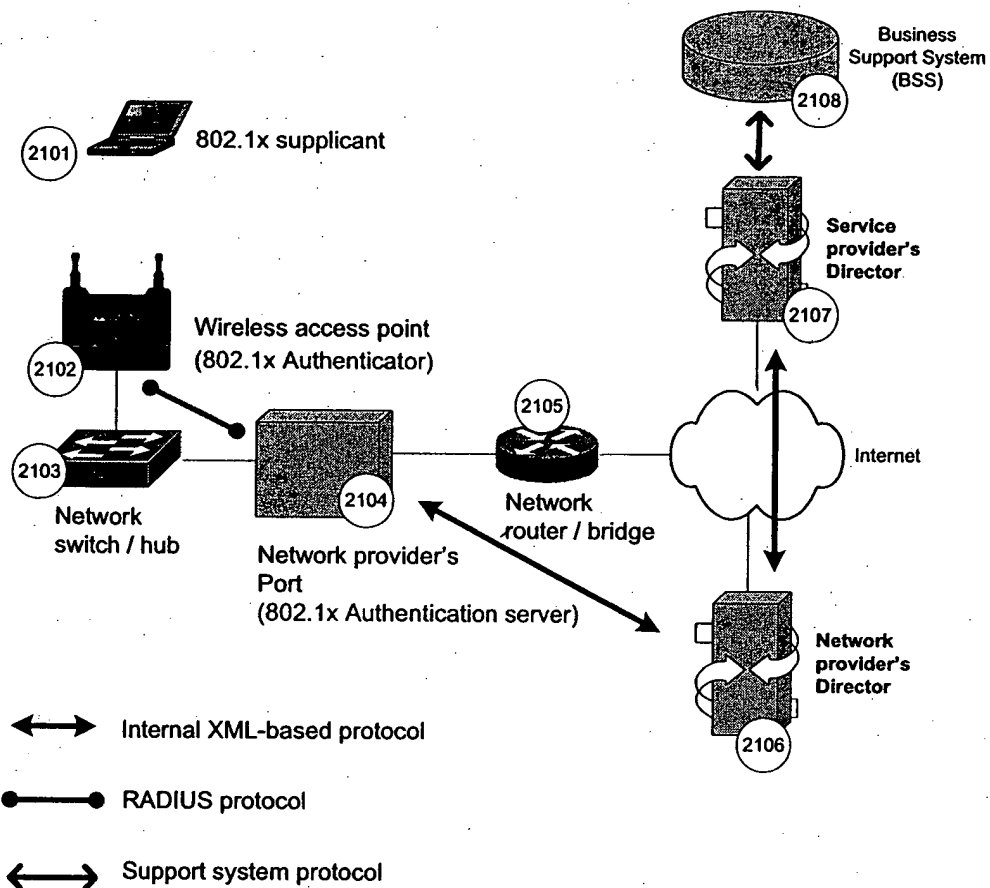 Business
Support System
(BSS)
2108
2101
802.1x supplicant
Service
provider's
Director
2107
Wireless access point
(802.1x Authenticator)
2102
2105
2103
2104
Internet
Network
switch / hub
Network
router / bridge
Network provider's
Port
(802.1x Authentication server)
Network
provider's
Director
2106
Internal XML-based protocol
RADIUS protocol
Support system protocol